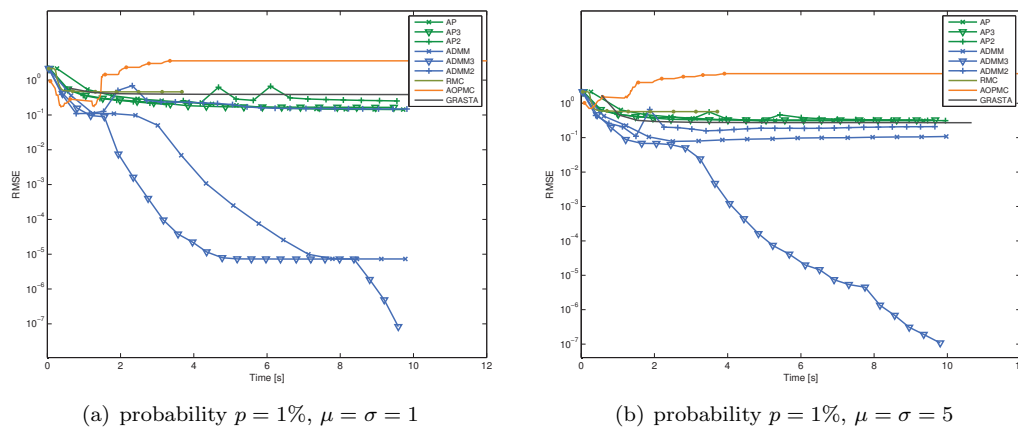 AP
AP3
AP2
ADMM
ADMM3
ADMM2
RMC
AOPMC
GRASTA
10^0
10^-1
10^-2
10^-3
10^-4
10^-5
10^-6
10^-7
RMSE
0 2 4 6 8 10 12
Time [s]
(a) probability p = 1%, μ = σ = 1
AP
AP3
AP2
ADMM
ADMM3
ADMM2
RMC
AOPMC
GRASTA
10^0
10^-1
10^-2
10^-3
10^-4
10^-5
10^-6
10^-7
RMSE
0 2 4 6 8 10
Time [s]
(b) probability p = 1%, μ = σ = 5